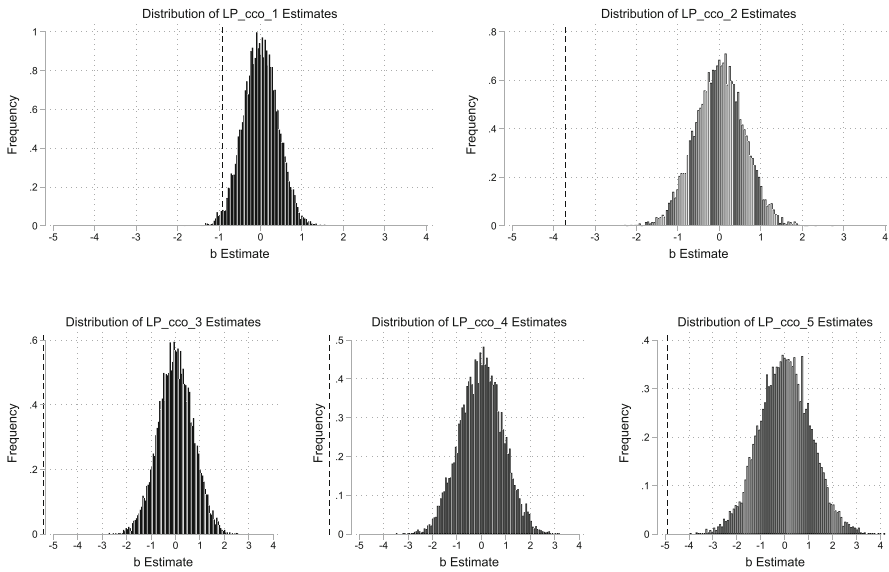 Distribution of LP_cco_1 Estimates
Frequency
1
.8
.6
.4
.2
0
-5 -4 -3 -2 -1 0 1 2 3 4
b Estimate
Distribution of LP_cco_2 Estimates
Frequency
.8
.6
.4
.2
0
-5 -4 -3 -2 -1 0 1 2 3 4
b Estimate
Distribution of LP_cco_3 Estimates
Frequency
.6
.4
.2
0
-5 -4 -3 -2 -1 0 1 2 3 4
b Estimate
Distribution of LP_cco_4 Estimates
Frequency
.5
.4
.3
.2
.1
0
-5 -4 -3 -2 -1 0 1 2 3 4
b Estimate
Distribution of LP_cco_5 Estimates
Frequency
.4
.3
.2
.1
0
-5 -4 -3 -2 -1 0 1 2 3 4
b Estimate